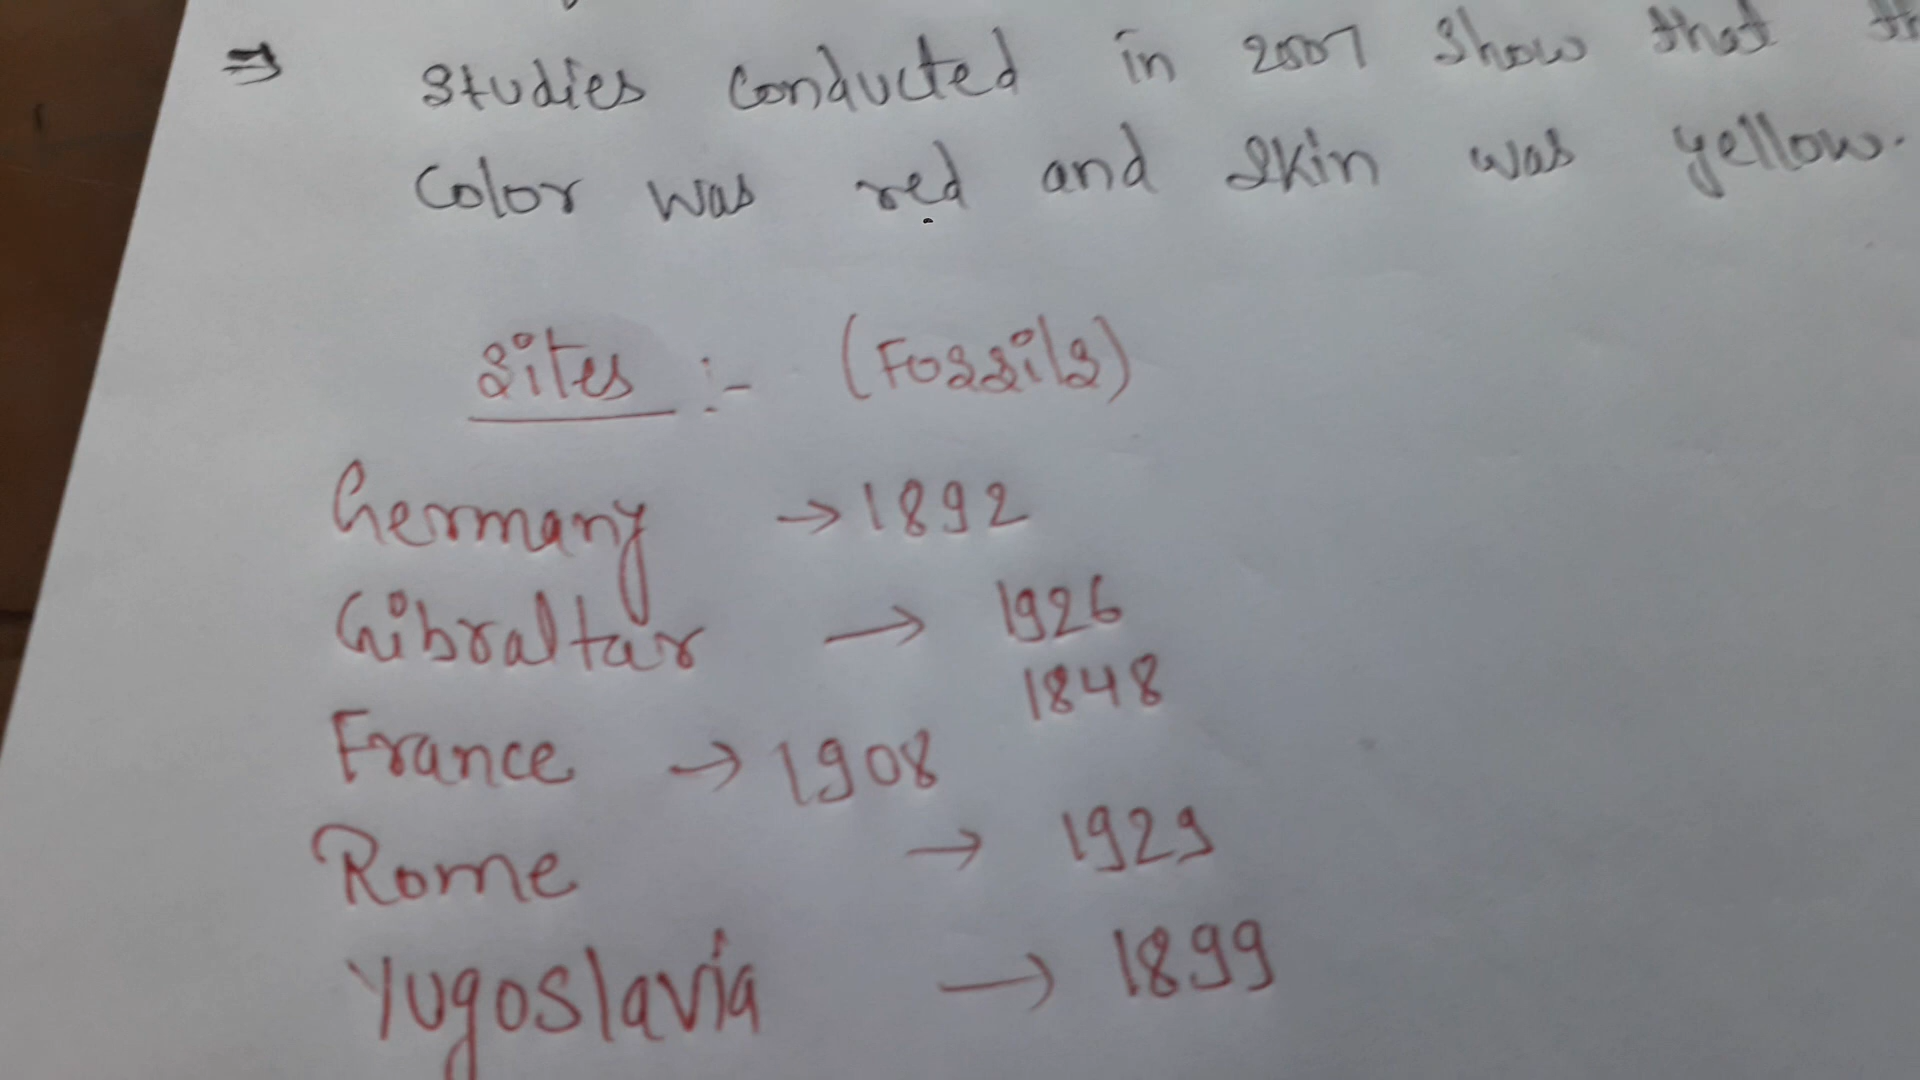 ⇒ Studies Conducted in 2007 Show that
Color was red and Skin was yellow.
Sites :- (Fossils)
Germany → 1892
Gibraltar → 1926
1848
France → 1908
Rome → 1929
Yugoslavia → 1899